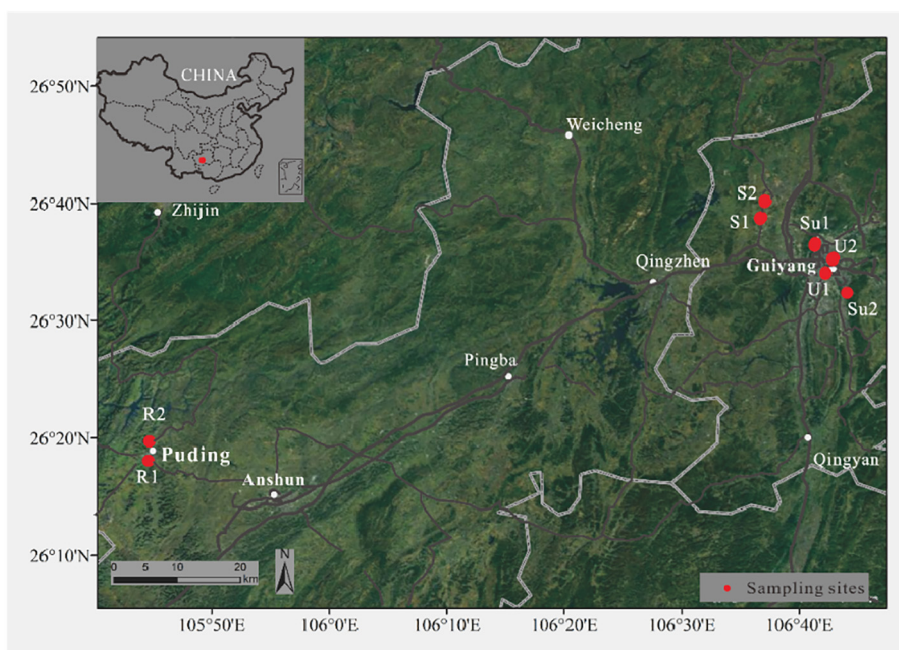 CHINA
26°50'N
26°40'N
26°30'N
26°20'N
26°10'N
Weicheng
Zhijin
S2
S1
Su1
U2
Qingzhen
Guiyang
U1
Su2
Pingba
R2
Puding
R1
Anshun
Qingyan
0 5 10 20
km
N
Sampling sites
105°50'E 106°0'E 106°10'E 106°20'E 106°30'E 106°40'E